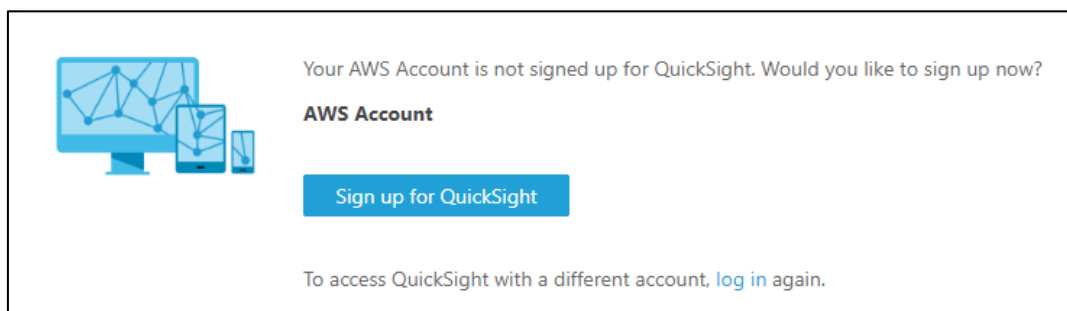 Your AWS Account is not signed up for QuickSight. Would you like to sign up now?
AWS Account
Sign up for QuickSight
To access QuickSight with a different account, log in again.